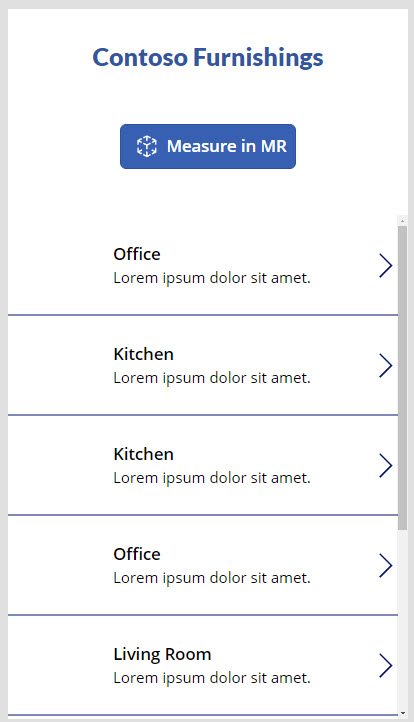 Contoso Furnishings
Measure in MR
Office
Lorem ipsum dolor sit amet.
Kitchen
Lorem ipsum dolor sit amet.
Kitchen
Lorem ipsum dolor sit amet.
Office
Lorem ipsum dolor sit amet.
Living Room
Lorem ipsum dolor sit amet.